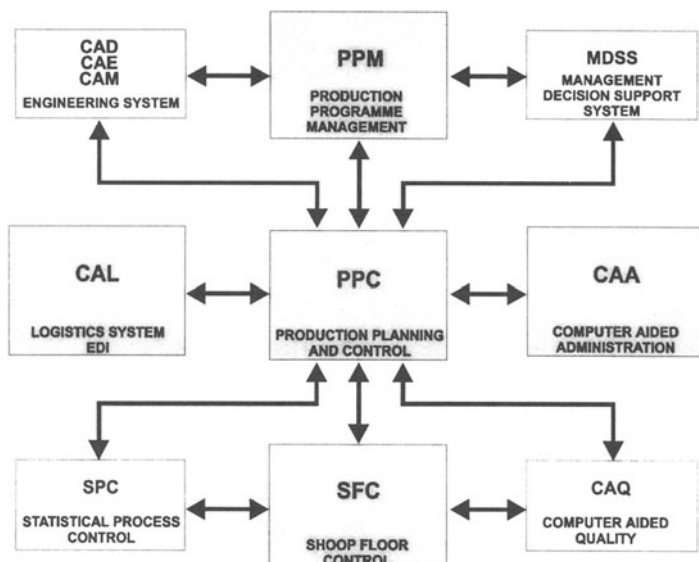 CAD
CAE
CAM
ENGINEERING SYSTEM
PPM
PRODUCTION
PROGRAMME
MANAGEMENT
MDSS
MANAGEMENT
DECISION SUPPORT
SYSTEM
CAL
LOGISTICS SYSTEM
EDI
PPC
PRODUCTION PLANNING
AND CONTROL
CAA
COMPUTER AIDED
ADMINISTRATION
SPC
STATISTICAL PROCESS
CONTROL
SFC
SHOOP FLOOR
CONTROL
CAQ
COMPUTER AIDED
QUALITY